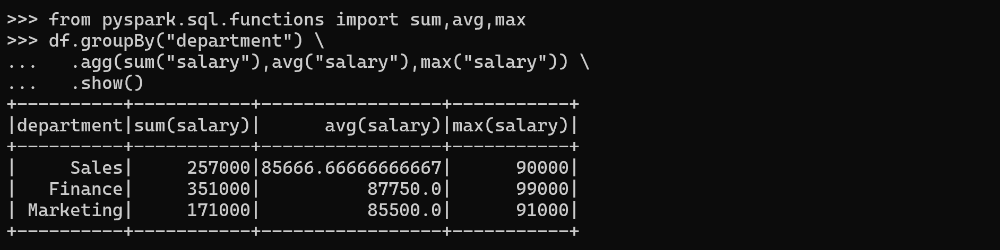 >>> from pyspark.sql.functions import sum,avg,max
>>> df.groupBy("department") \
...   .agg(sum("salary"),avg("salary"),max("salary")) \
...   .show()
+----------+-----------+-----------------+-----------+
|department|sum(salary)|      avg(salary)|max(salary)|
+----------+-----------+-----------------+-----------+
|     Sales|     257000|85666.66666666667|      90000|
|   Finance|     351000|          87750.0|      99000|
| Marketing|     171000|          85500.0|      91000|
+----------+-----------+-----------------+-----------+